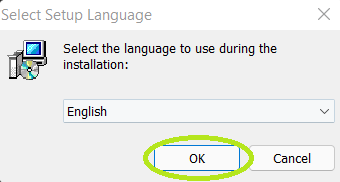 Select Setup Language
Select the language to use during the
installation:
English
OK
Cancel